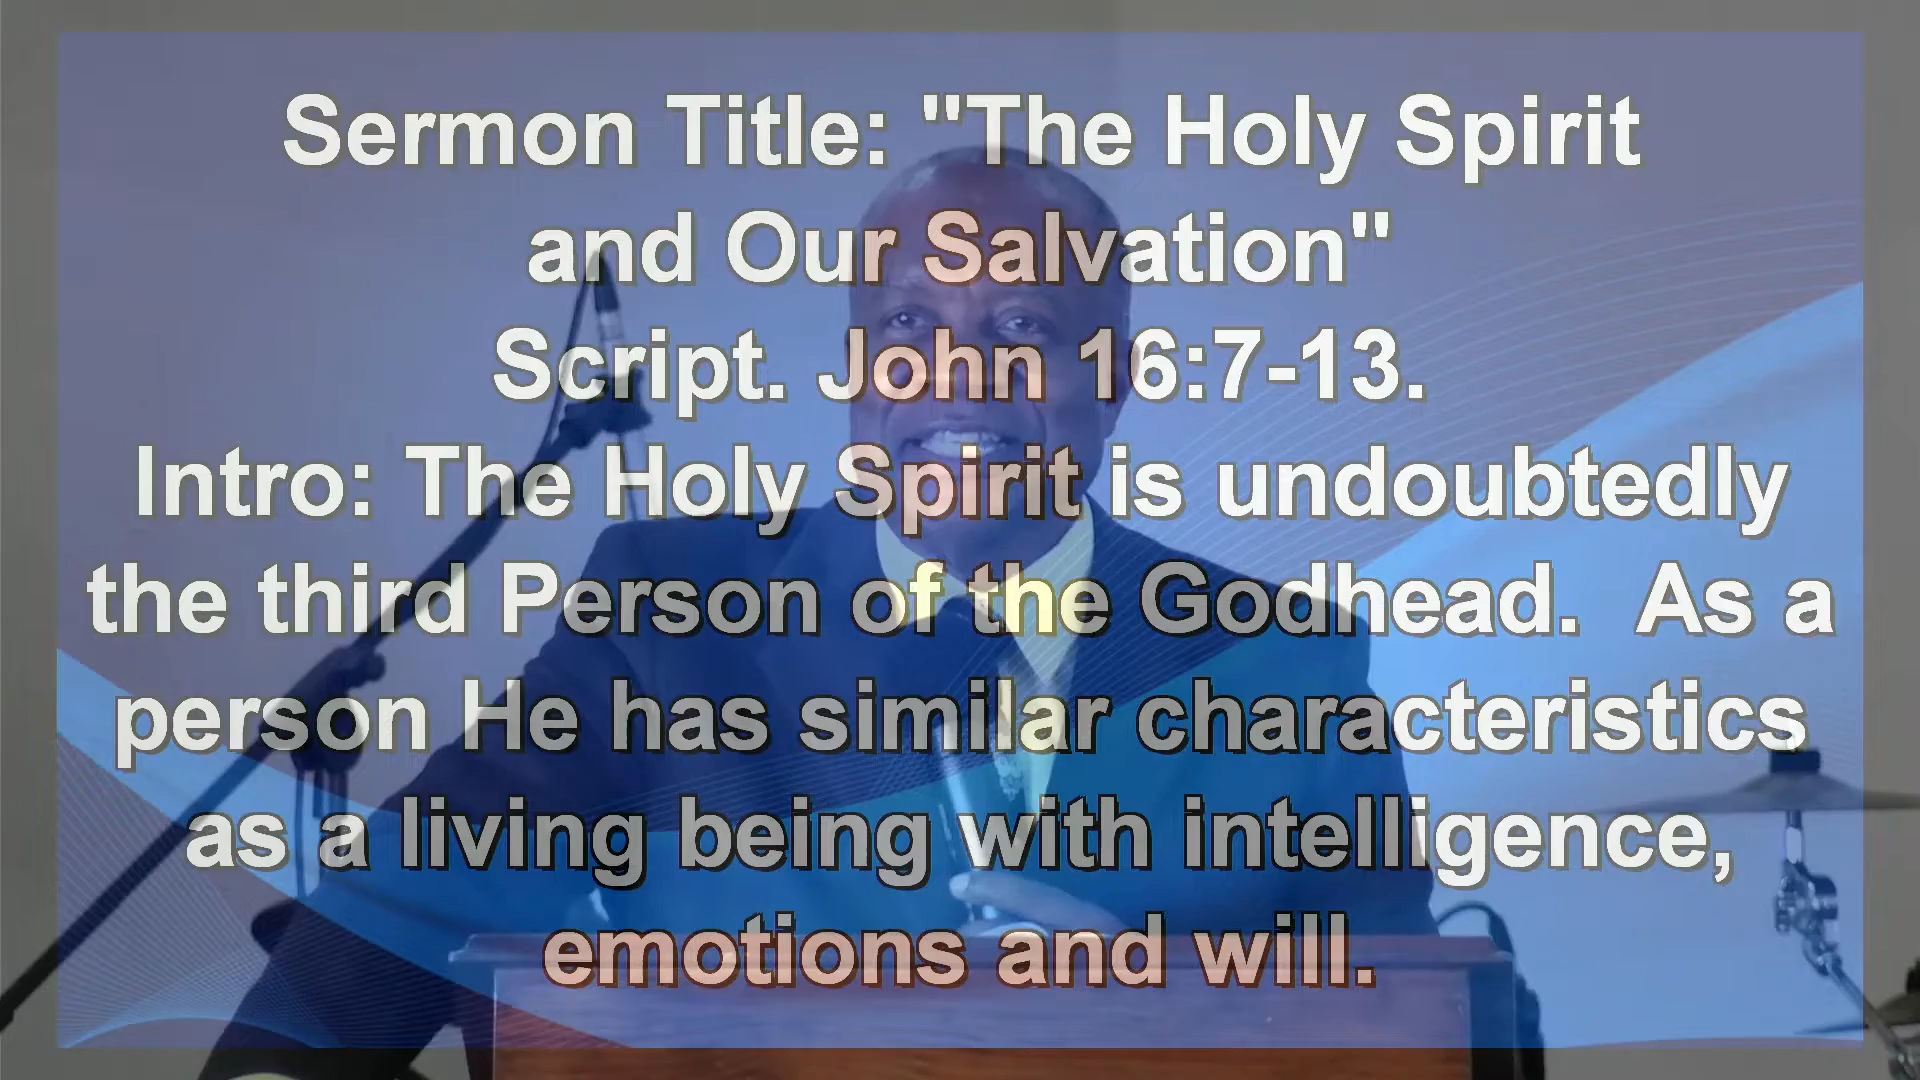 Sermon Title: "The Holy Spirit
and Our Salvation"
Script. John 16:7-13.
Intro: The Holy Spirit is undoubtedly
the third Person of the Godhead.  As a
person He has similar characteristics
as a living being with intelligence,
emotions and will.